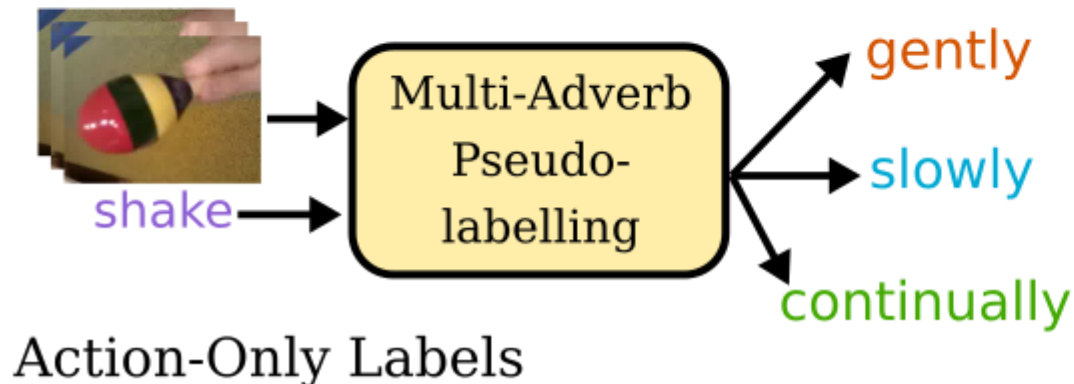 gently
Multi-Adverb
Pseudo-
labelling
slowly
shake
continually
Action-Only Labels